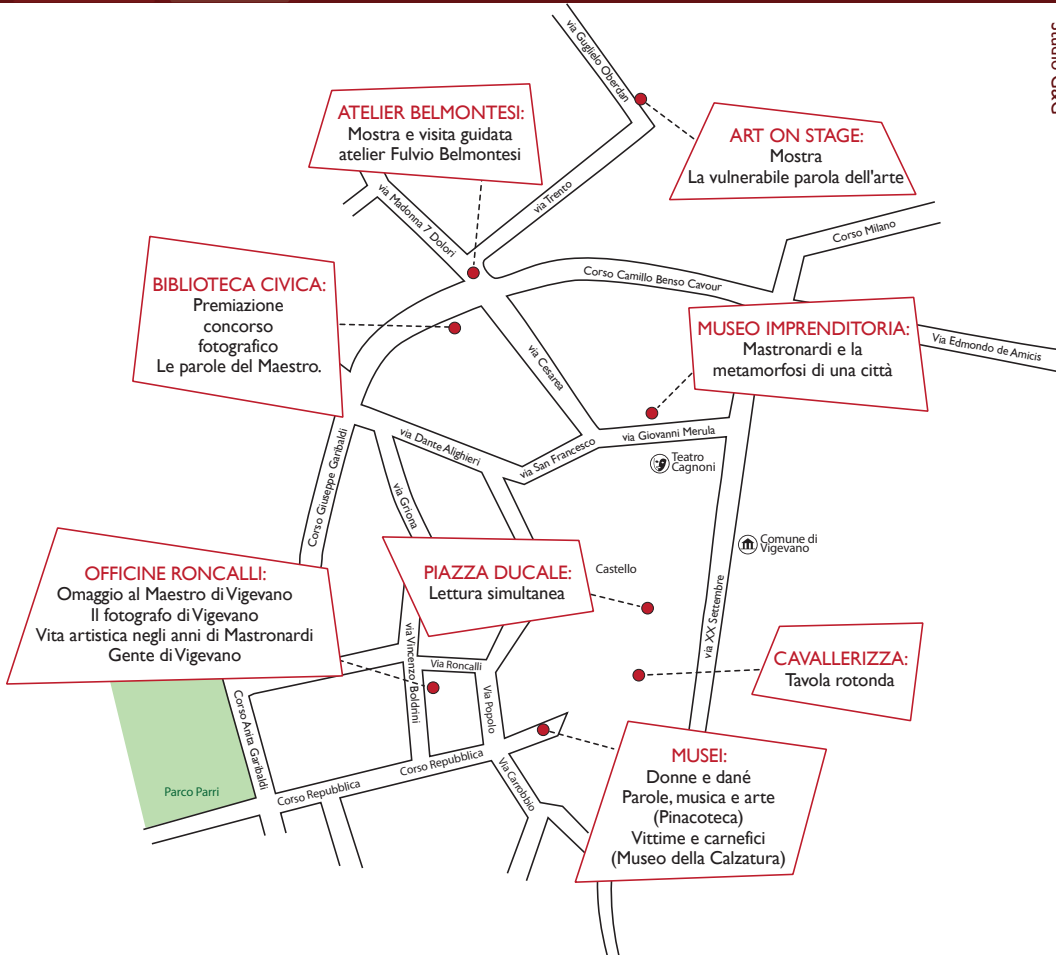 via Guglielo Oberdan
Studio G&G
ATELIER BELMONTESI:
Mostra e visita guidata
atelier Fulvio Belmontesi
ART ON STAGE:
Mostra
La vulnerabile parola dell'arte
via Trento
via Madonna 7 Dolori
Corso Milano
BIBLIOTECA CIVICA:
Premiazione
concorso
fotografico
Le parole del Maestro.
Corso Camillo Benso Cavour
MUSEO IMPRENDITORIA:
Mastronardi e la
metamorfosi di una città
Via Edmondo de Amicis
via Cesarea
via Dante Alighieri
via San Francesco
via Giovanni Merula
Teatro
Cagnoni
Corso Giuseppe Garibaldi
via Griona
Comune di
Vigevano
OFFICINE RONCALLI:
Omaggio al Maestro di Vigevano
Il fotografo di Vigevano
Vita artistica negli anni di Mastronardi
Gente di Vigevano
PIAZZA DUCALE:
Lettura simultanea
Castello
via XX Settembre
via Vincenzo Boldrini
Via Roncalli
Via Popolo
CAVALLERIZZA:
Tavola rotonda
Corso Anita Garibaldi
Parco Parri
Corso Repubblica
Corso Repubblica
Via Carrobbio
MUSEI:
Donne e dané
Parole, musica e arte
(Pinacoteca)
Vittime e carnefici
(Museo della Calzatura)